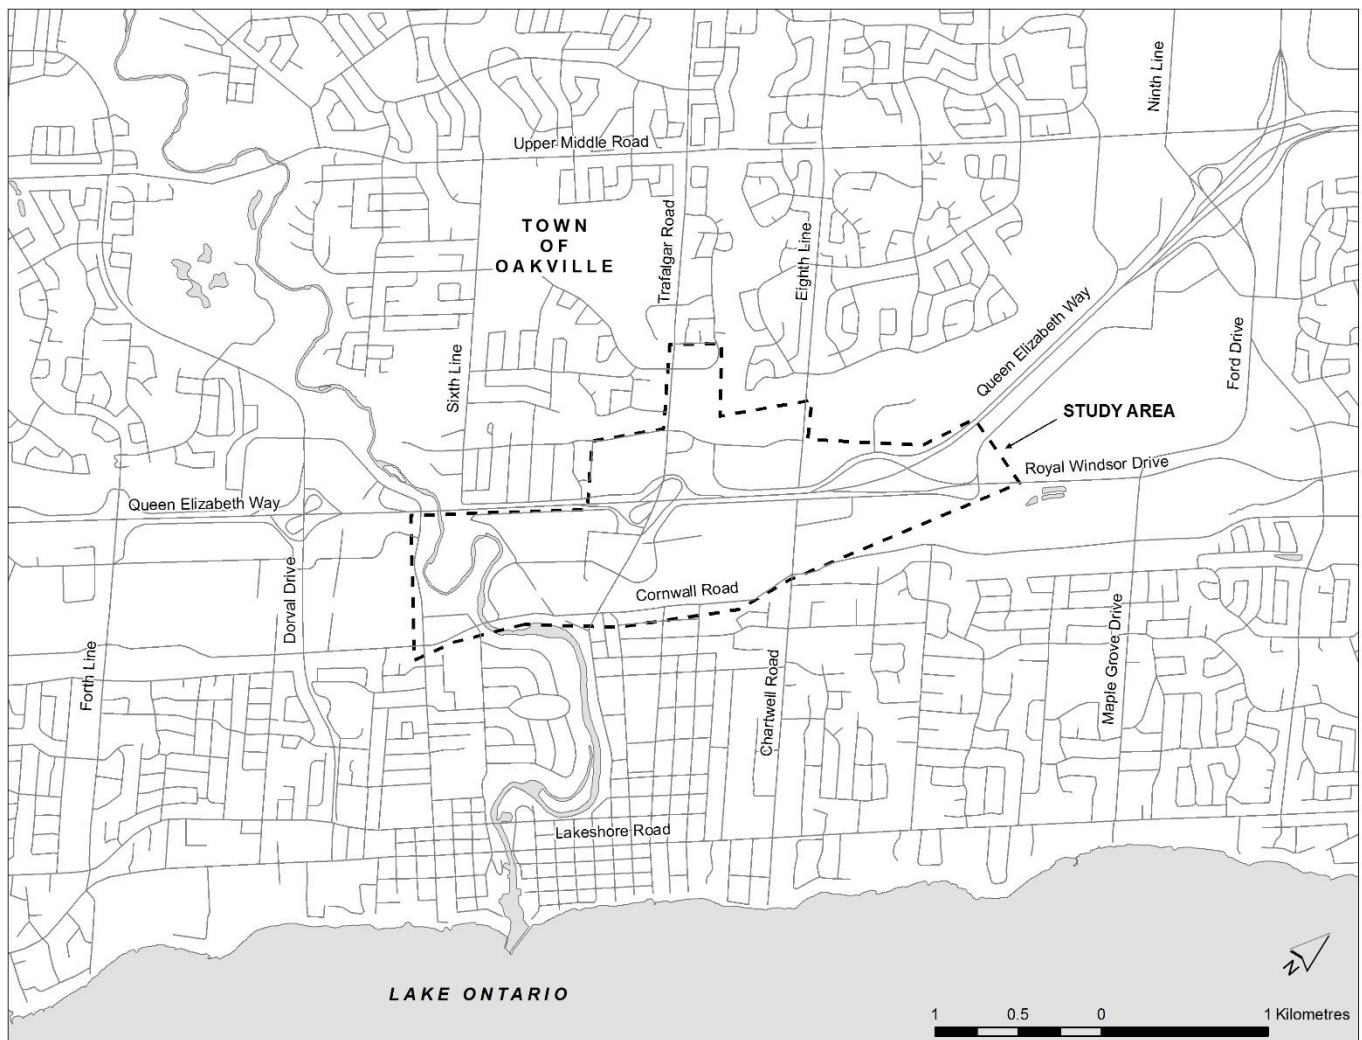 Ninth Line
Upper Middle Road
TOWN
OF
OAKVILLE
Trafalgar Road
Eighth Line
Queen Elizabeth Way
Ford Drive
Sixth Line
STUDY AREA
Royal Windsor Drive
Queen Elizabeth Way
Dorval Drive
Cornwall Road
Forth Line
Chartwell Road
Maple Grove Drive
Lakeshore Road
LAKE ONTARIO
N
1 0.5 0 1 Kilometres